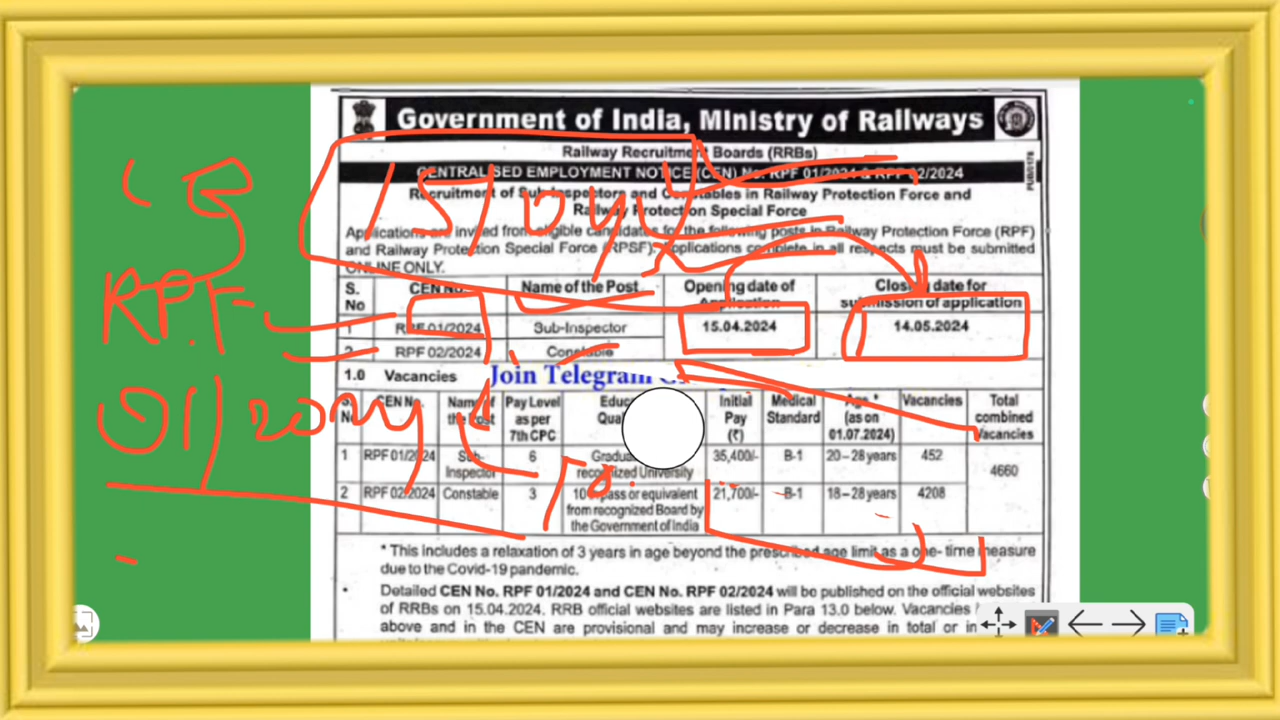 Government of India, Ministry of Railways
Railway Recruitment Boards (RRBs)
CENTRALISED EMPLOYMENT NOTICE (CEN) No. RPF 01/2024 & RPF 02/2024
Recruitment of Sub-Inspectors and Constables in Railway Protection Force and
Railway Protection Special Force
Applications are invited from eligible candidates for the following posts in Railway Protection Force (RPF)
and Railway Protection Special Force (RPSF). Applications complete in all respects must be submitted
ONLINE ONLY.
S. No CEN No. Name of the Post Opening date of Application Closing date for submission of application
1 RPF 01/2024 Sub-Inspector 15.04.2024 14.05.2024
2 RPF 02/2024 Constable
1.0 Vacancies
Join Telegram
CEN No. Name of the Post Pay Level as per 7th CPC Initial Pay (₹) Medical Standard Age * (as on 01.07.2024) Vacancies Total combined Vacancies
1 RPF 01/2024 Sub-Inspector 6 recognized University 35,400/- B-1 20-28 years 452 4660
2 RPF 02/2024 Constable 3 pass or equivalent from recognized Board by the Government of India 21,700/- B-1 18-28 years 4208
* This includes a relaxation of 3 years in age beyond the prescribed age limit as a one- time measure
due to the Covid-19 pandemic.
• Detailed CEN No. RPF 01/2024 and CEN No. RPF 02/2024 will be published on the official websites
of RRBs on 15.04.2024. RRB official websites are listed in Para 13.0 below. Vacancies
above and in the CEN are provisional and may increase or decrease in total or in
RPF